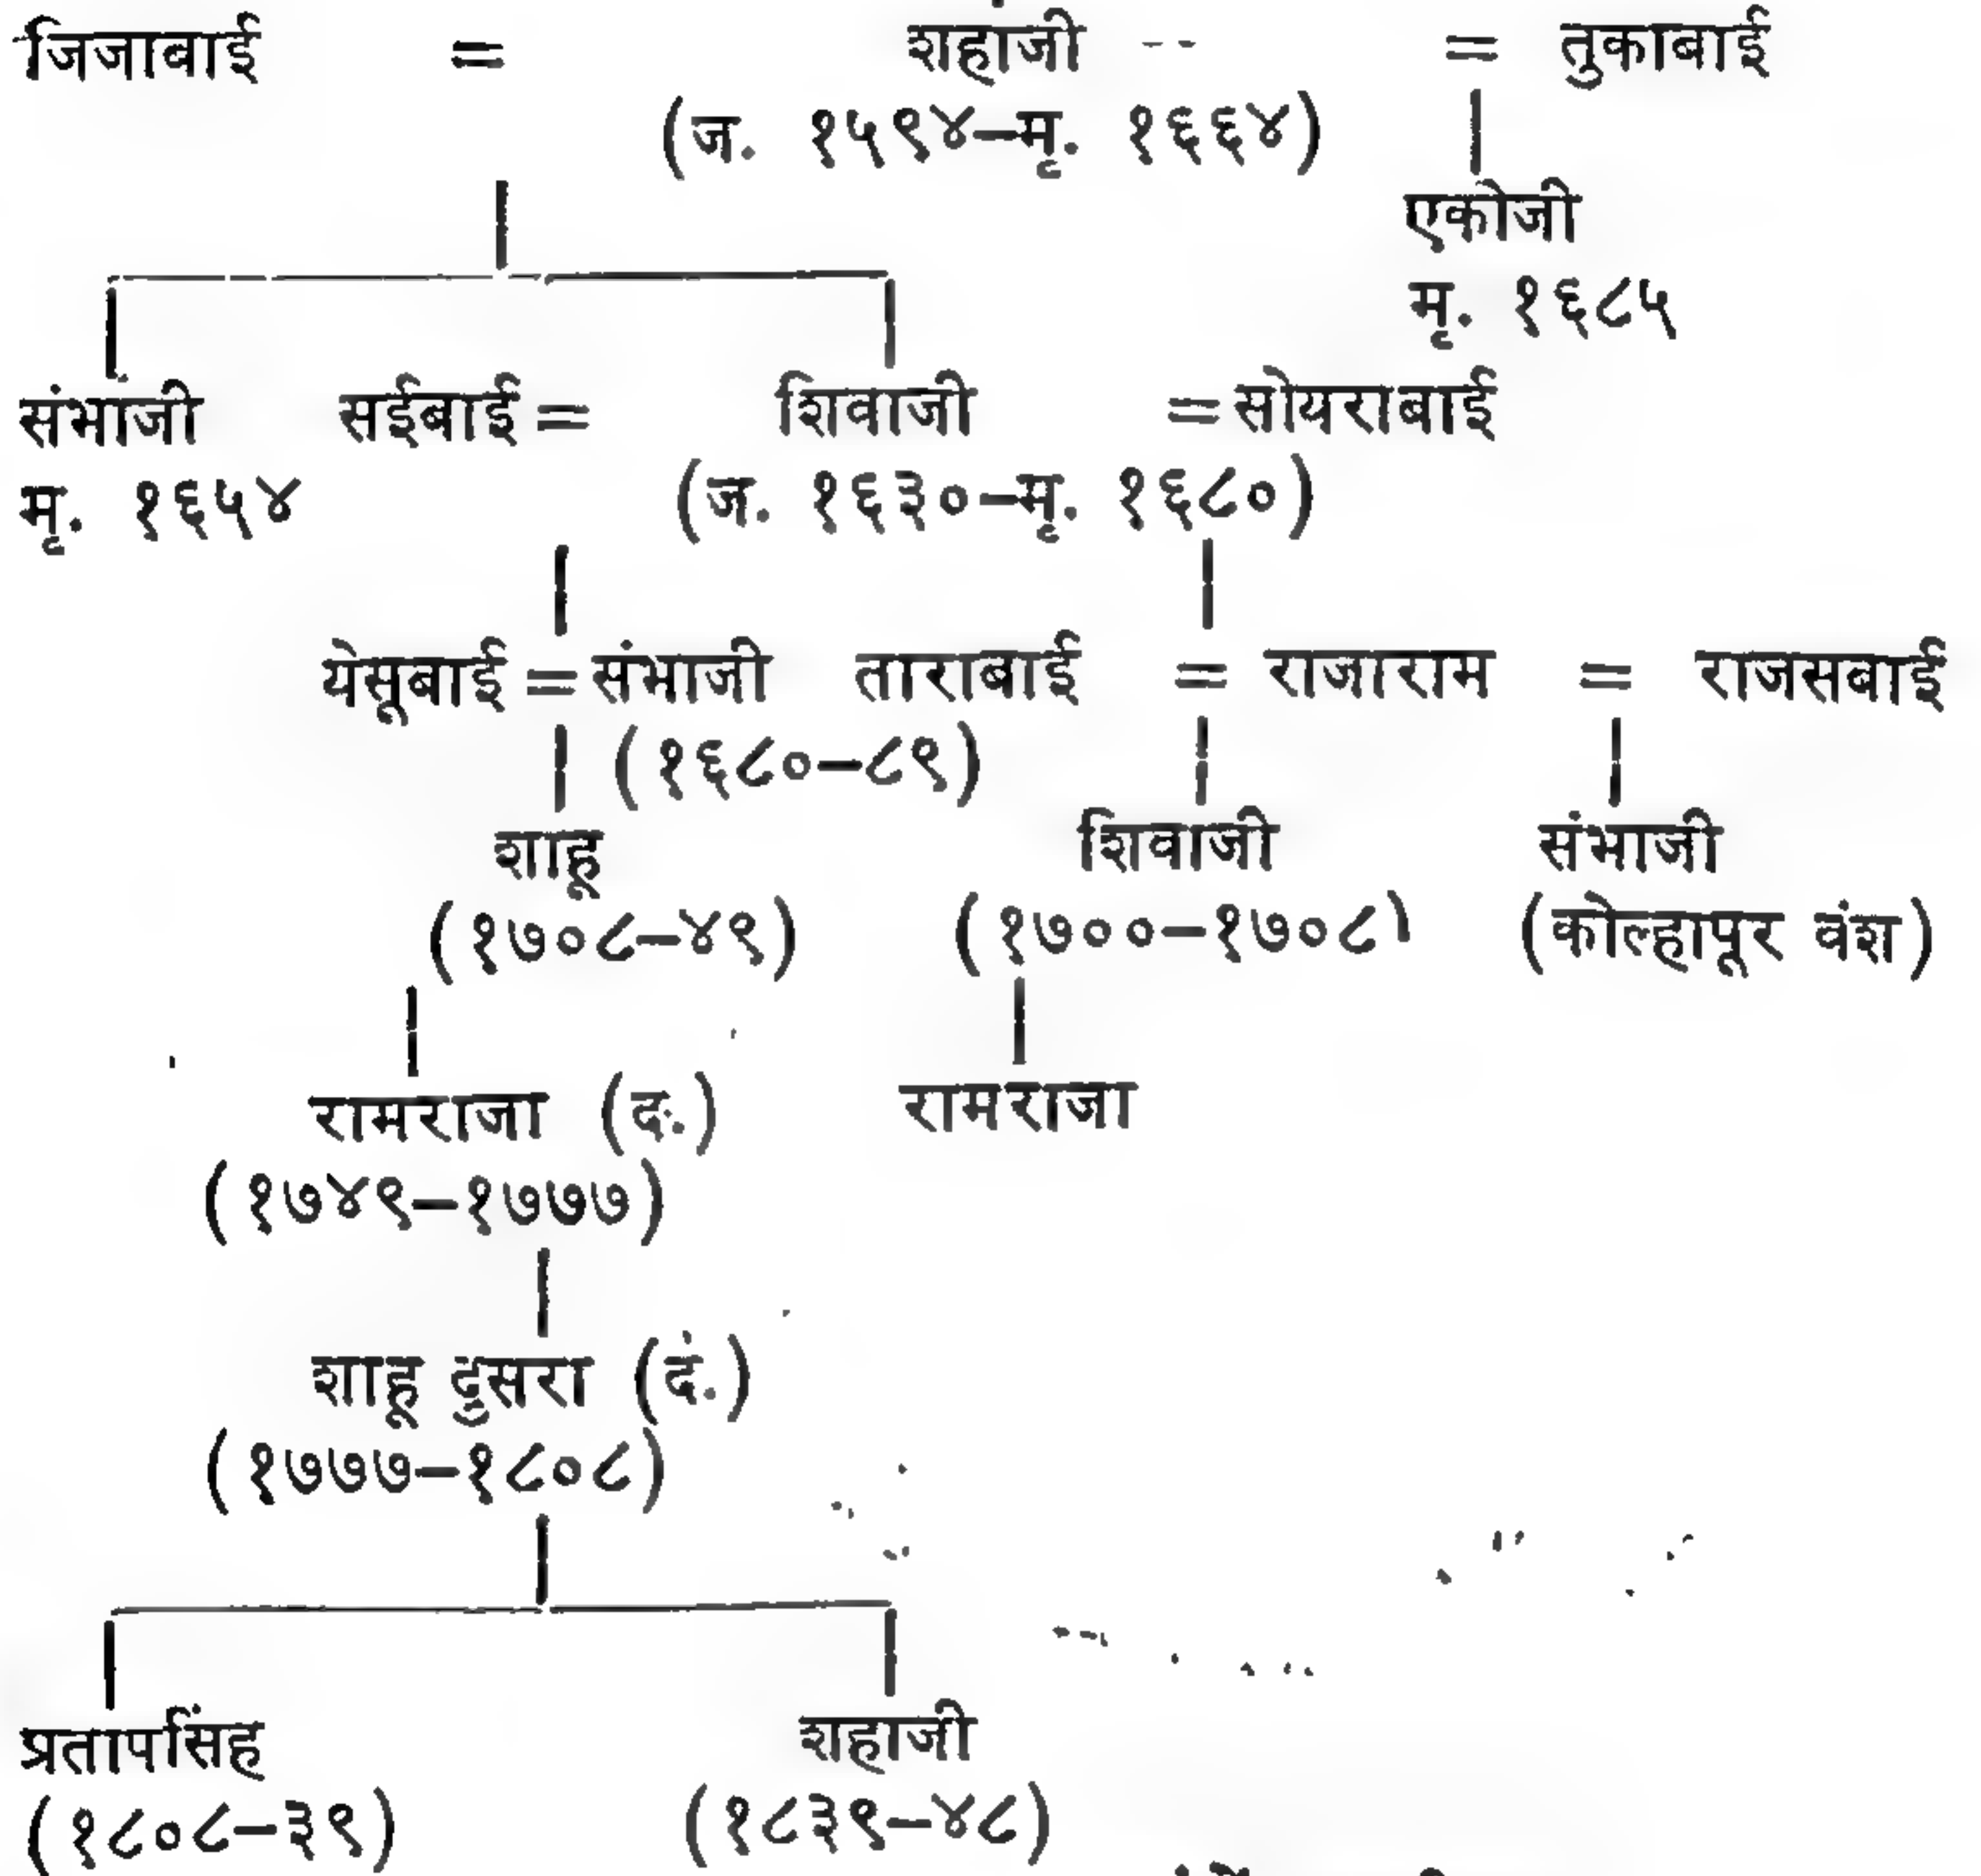 जिजाबाई = शहाजी = तुकाबाई
(ज. १५९४–मृ. १६६४)
एकोजी
मृ. १६८५
संभाजी सईबाई = शिवाजी = सोयराबाई
मृ. १६५४ (ज. १६३०–मृ. १६८०)
येसूबाई = संभाजी ताराबाई = राजाराम = राजसबाई
(१६८०–८९)
शाहू शिवाजी संभाजी
(१७०८–४९) (१७००–१७०८) (कोल्हापूर वंश)
रामराजा (द.) रामराजा
(१७४९–१७७७)
शाहू दुसरा (द.)
(१७७७–१८०८)
प्रतापसिंह शहाजी
(१८०८–३९) (१८३९–४८)